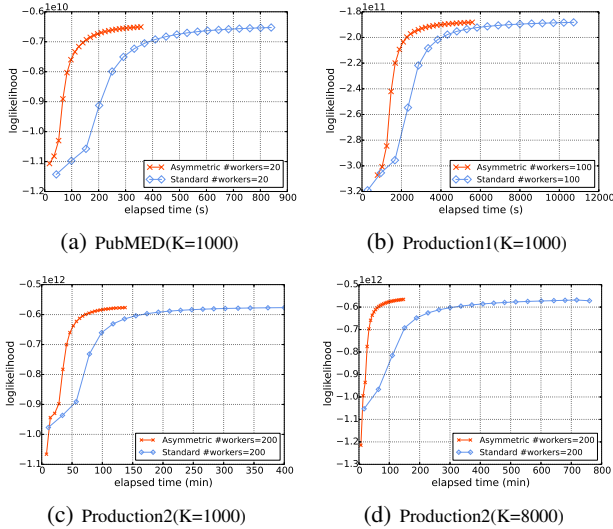 1e10
−0.6
−0.7
−0.8
−0.9
−1.0
−1.1
−1.2
loglikelihood
Asymmetric #workers=20
Standard #workers=20
0 100 200 300 400 500 600 700 800 900
elapsed time (s)
(a) PubMED(K=1000)
1e11
−1.8
−2.0
−2.2
−2.4
−2.6
−2.8
−3.0
−3.2
loglikelihood
Asymmetric #workers=100
Standard #workers=100
0 2000 4000 6000 8000 10000 12000
elapsed time (s)
(b) Production1(K=1000)
1e12
−0.5
−0.6
−0.7
−0.8
−0.9
−1.0
−1.1
loglikelihood
Asymmetric #workers=200
Standard #workers=200
0 50 100 150 200 250 300 350 400
elapsed time (min)
(c) Production2(K=1000)
1e12
−0.5
−0.6
−0.7
−0.8
−0.9
−1.0
−1.1
−1.2
−1.3
loglikelihood
Asymmetric #workers=200
Standard #workers=200
0 100 200 300 400 500 600 700 800
elapsed time (min)
(d) Production2(K=8000)